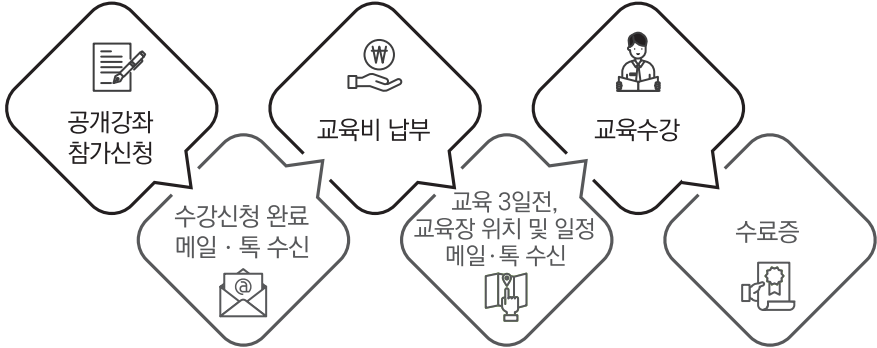 공개강좌
참가신청
수강신청 완료
메일 · 톡 수신
₩
교육비 납부
교육 3일전,
교육장 위치 및 일정
메일·톡 수신
교육수강
수료증
@